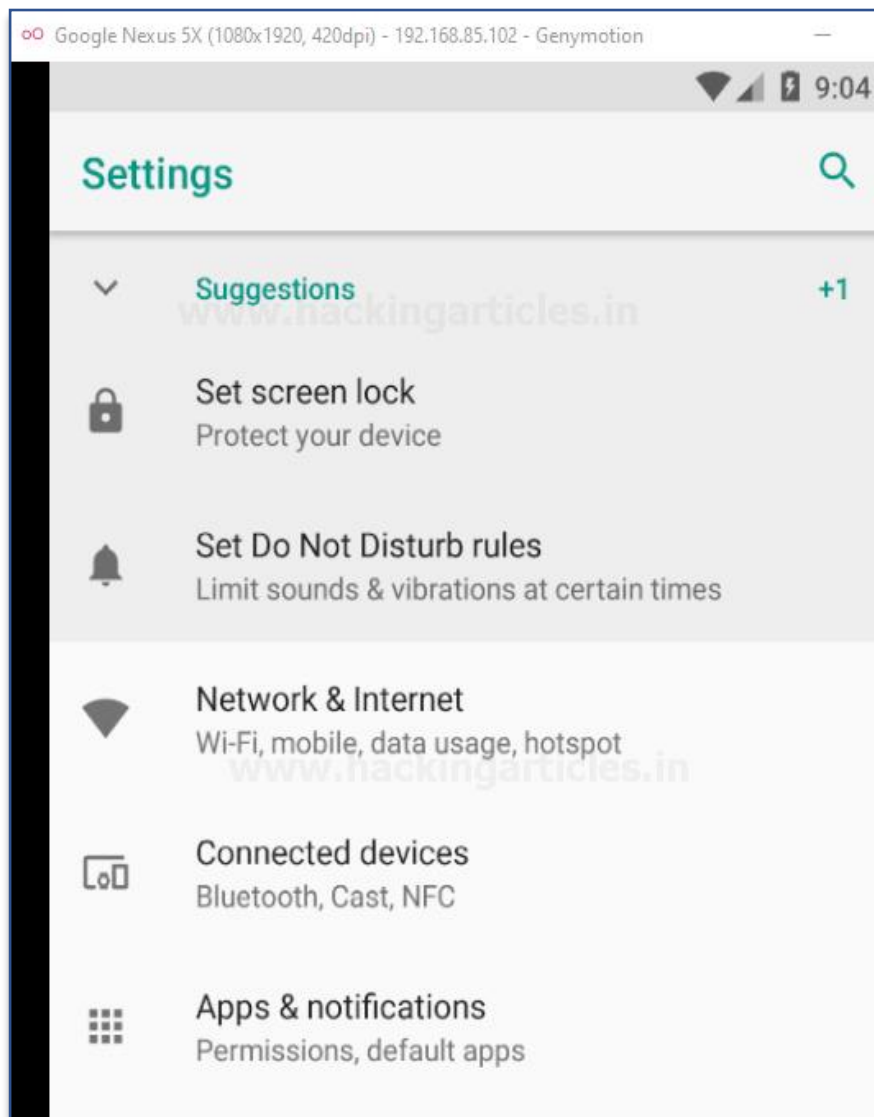 Google Nexus 5X (1080x1920, 420dpi) - 192.168.85.102 - Genymotion
9:04
Settings
Suggestions +1
www.hackingarticles.in
Set screen lock
Protect your device
Set Do Not Disturb rules
Limit sounds & vibrations at certain times
Network & Internet
Wi-Fi, mobile, data usage, hotspot
www.hackingarticles.in
Connected devices
Bluetooth, Cast, NFC
Apps & notifications
Permissions, default apps